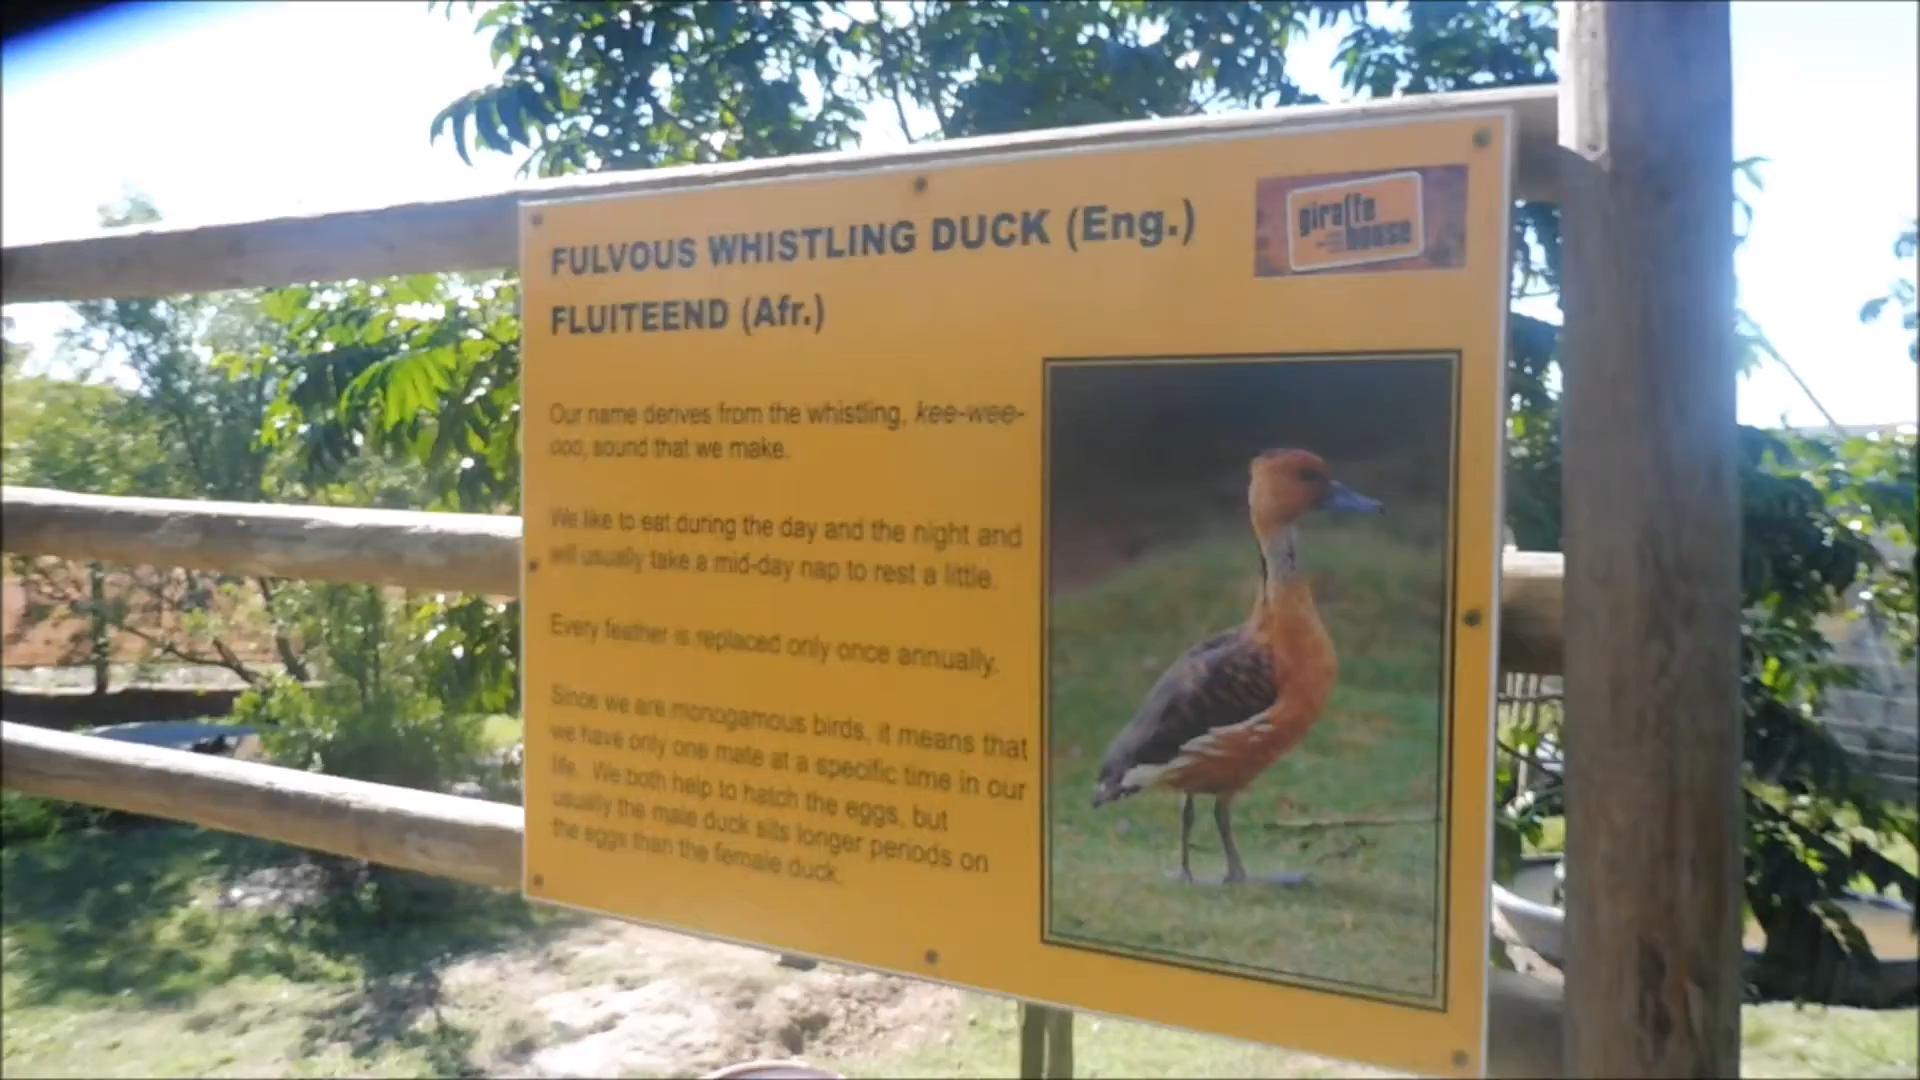 FULVOUS WHISTLING DUCK (Eng.)
giraffe
house
FLUITEEND (Afr.)
Our name derives from the whistling, kee-wee-
ooo, sound that we make.
We like to eat during the day and the night and
will usually take a mid-day nap to rest a little.
Every feather is replaced only once annually.
Since we are monogamous birds, it means that
we have only one mate at a specific time in our
life. We both help to hatch the eggs, but
usually the male duck sits longer periods on
the eggs than the female duck.